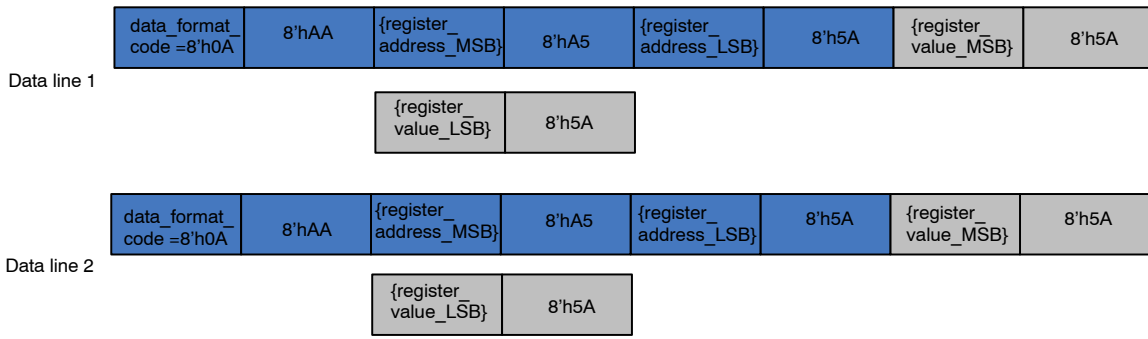 data_format_
code =8'h0A
8'hAA
{register_
address_MSB}
8'hA5
{register_
address_LSB}
8'h5A
{register_
value_MSB}
8'h5A
Data line 1
{register_
value_LSB}
8'h5A
data_format_
code =8'h0A
8'hAA
{register_
address_MSB}
8'hA5
{register_
address_LSB}
8'h5A
{register_
value_MSB}
8'h5A
Data line 2
{register_
value_LSB}
8'h5A